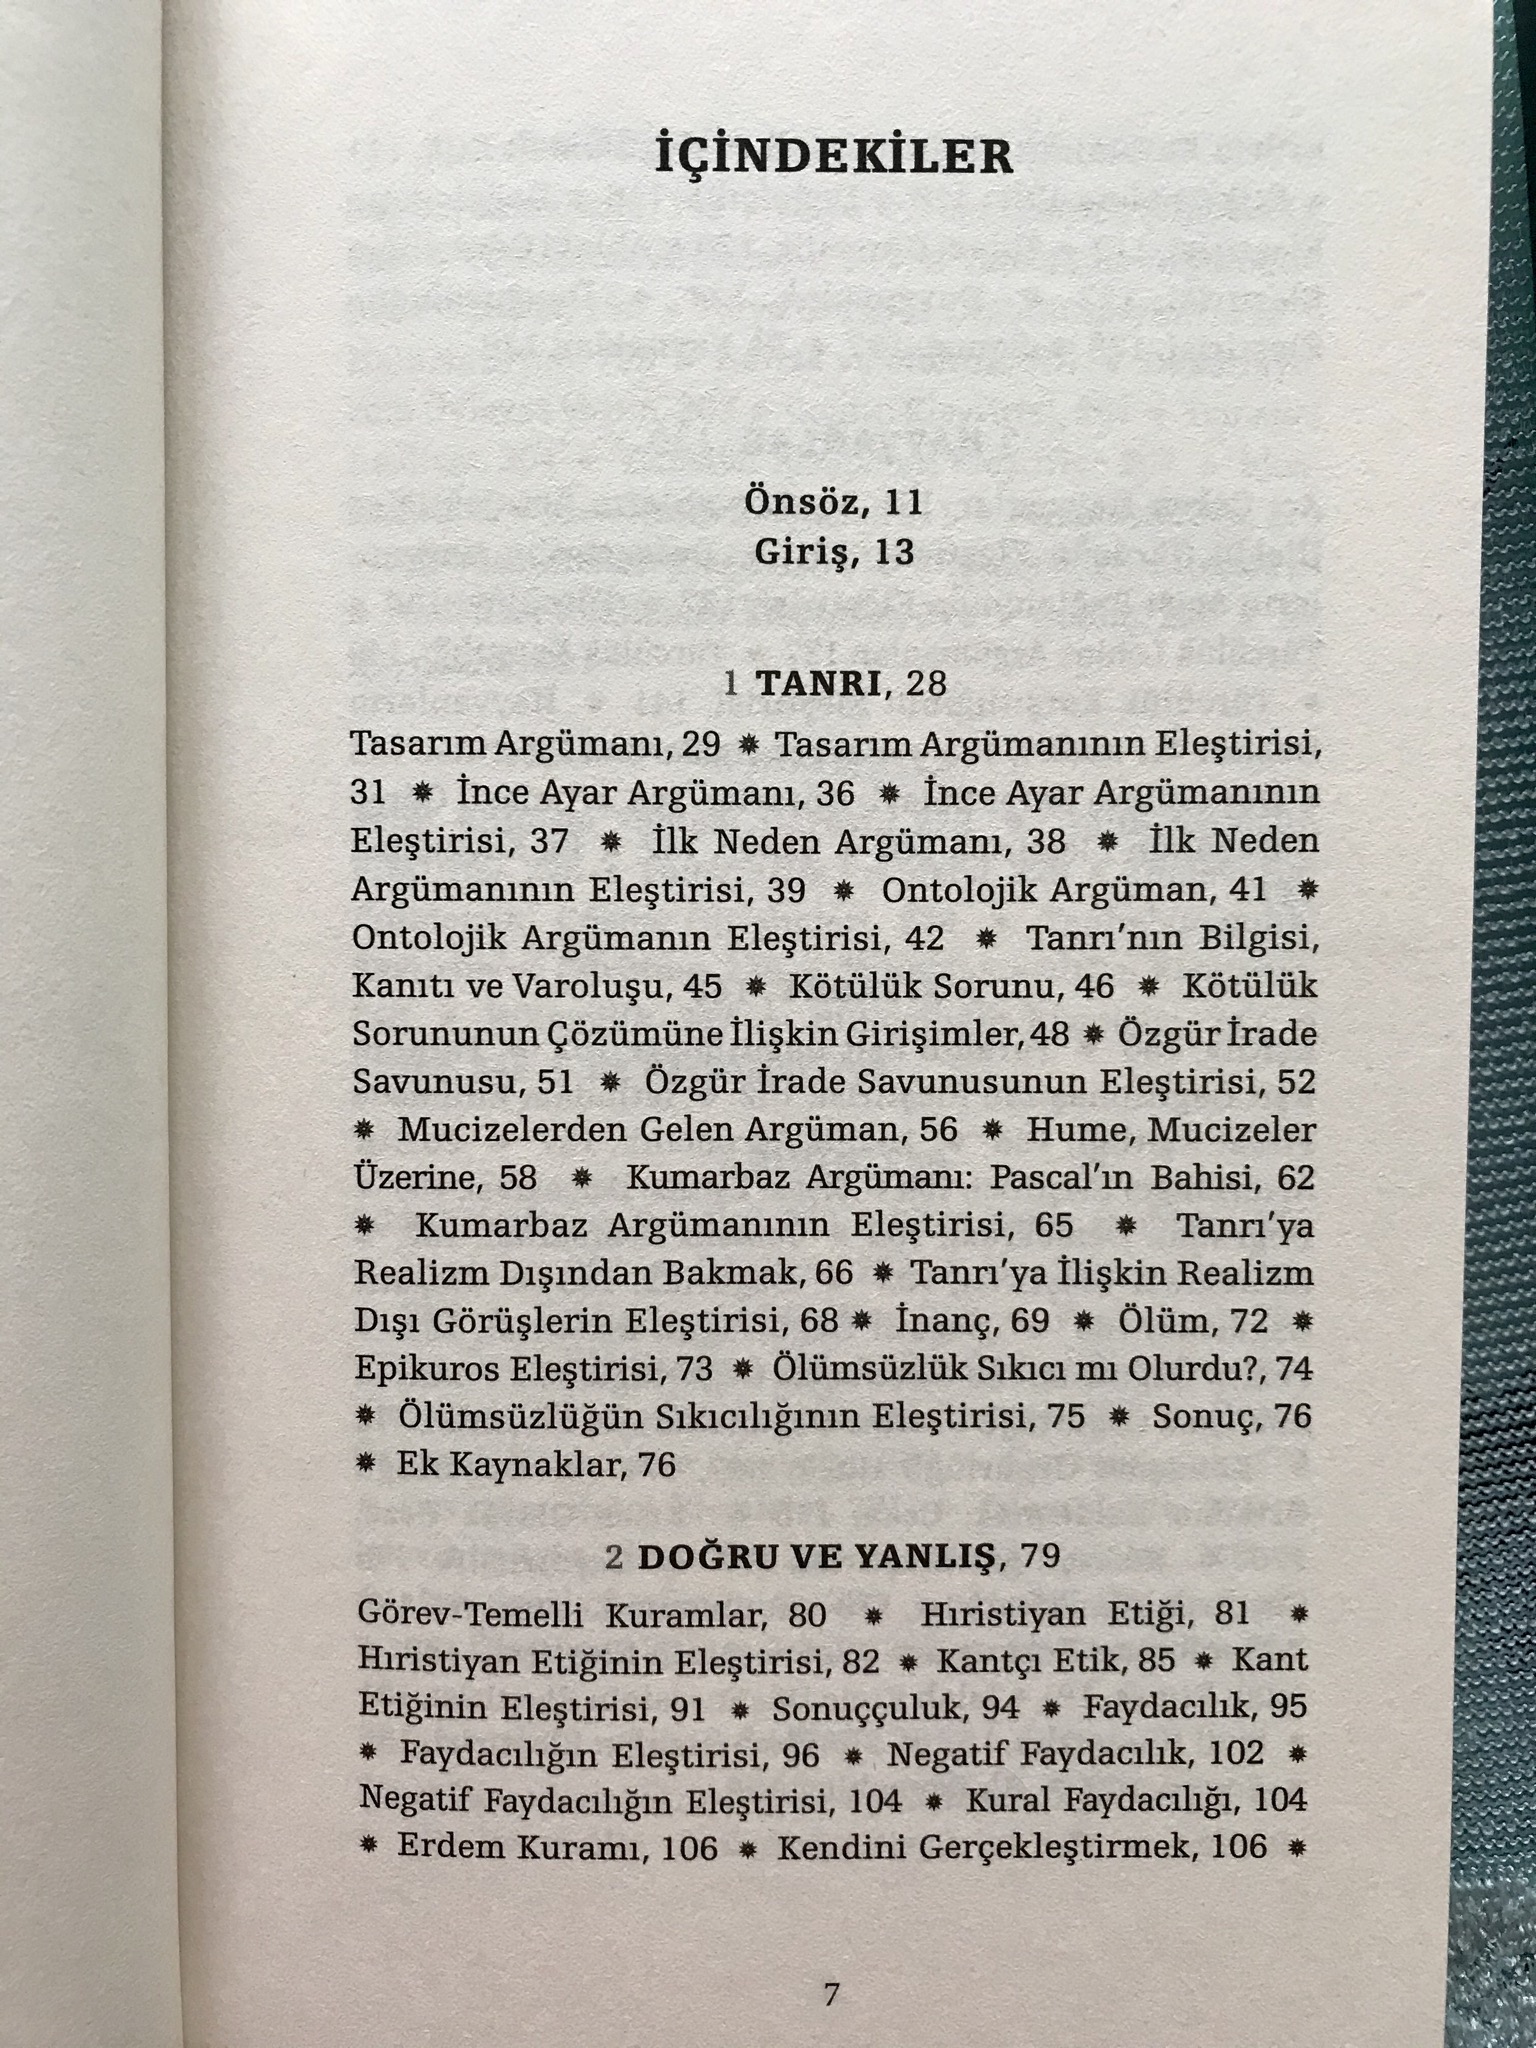 İÇİNDEKİLER
Önsöz, 11
Giriş, 13
1 TANRI, 28
Tasarım Argümanı, 29 ✵ Tasarım Argümanının Eleştirisi,
31 ✵ İnce Ayar Argümanı, 36 ✵ İnce Ayar Argümanının
Eleştirisi, 37 ✵ İlk Neden Argümanı, 38 ✵ İlk Neden
Argümanının Eleştirisi, 39 ✵ Ontolojik Argüman, 41 ✵
Ontolojik Argümanın Eleştirisi, 42 ✵ Tanrı’nın Bilgisi,
Kanıtı ve Varoluşu, 45 ✵ Kötülük Sorunu, 46 ✵ Kötülük
Sorununun Çözümüne İlişkin Girişimler, 48 ✵ Özgür İrade
Savunusu, 51 ✵ Özgür İrade Savunusunun Eleştirisi, 52
✵ Mucizelerden Gelen Argüman, 56 ✵ Hume, Mucizeler
Üzerine, 58 ✵ Kumarbaz Argümanı: Pascal’ın Bahisi, 62
✵ Kumarbaz Argümanının Eleştirisi, 65 ✵ Tanrı’ya
Realizm Dışından Bakmak, 66 ✵ Tanrı’ya İlişkin Realizm
Dışı Görüşlerin Eleştirisi, 68 ✵ İnanç, 69 ✵ Ölüm, 72 ✵
Epikuros Eleştirisi, 73 ✵ Ölümsüzlük Sıkıcı mı Olurdu?, 74
✵ Ölümsüzlüğün Sıkıcılığının Eleştirisi, 75 ✵ Sonuç, 76
✵ Ek Kaynaklar, 76
2 DOĞRU VE YANLIŞ, 79
Görev-Temelli Kuramlar, 80 ✵ Hıristiyan Etiği, 81 ✵
Hıristiyan Etiğinin Eleştirisi, 82 ✵ Kantçı Etik, 85 ✵ Kant
Etiğinin Eleştirisi, 91 ✵ Sonuççuluk, 94 ✵ Faydacılık, 95
✵ Faydacılığın Eleştirisi, 96 ✵ Negatif Faydacılık, 102 ✵
Negatif Faydacılığın Eleştirisi, 104 ✵ Kural Faydacılığı, 104
✵ Erdem Kuramı, 106 ✵ Kendini Gerçekleştirmek, 106 ✵
7